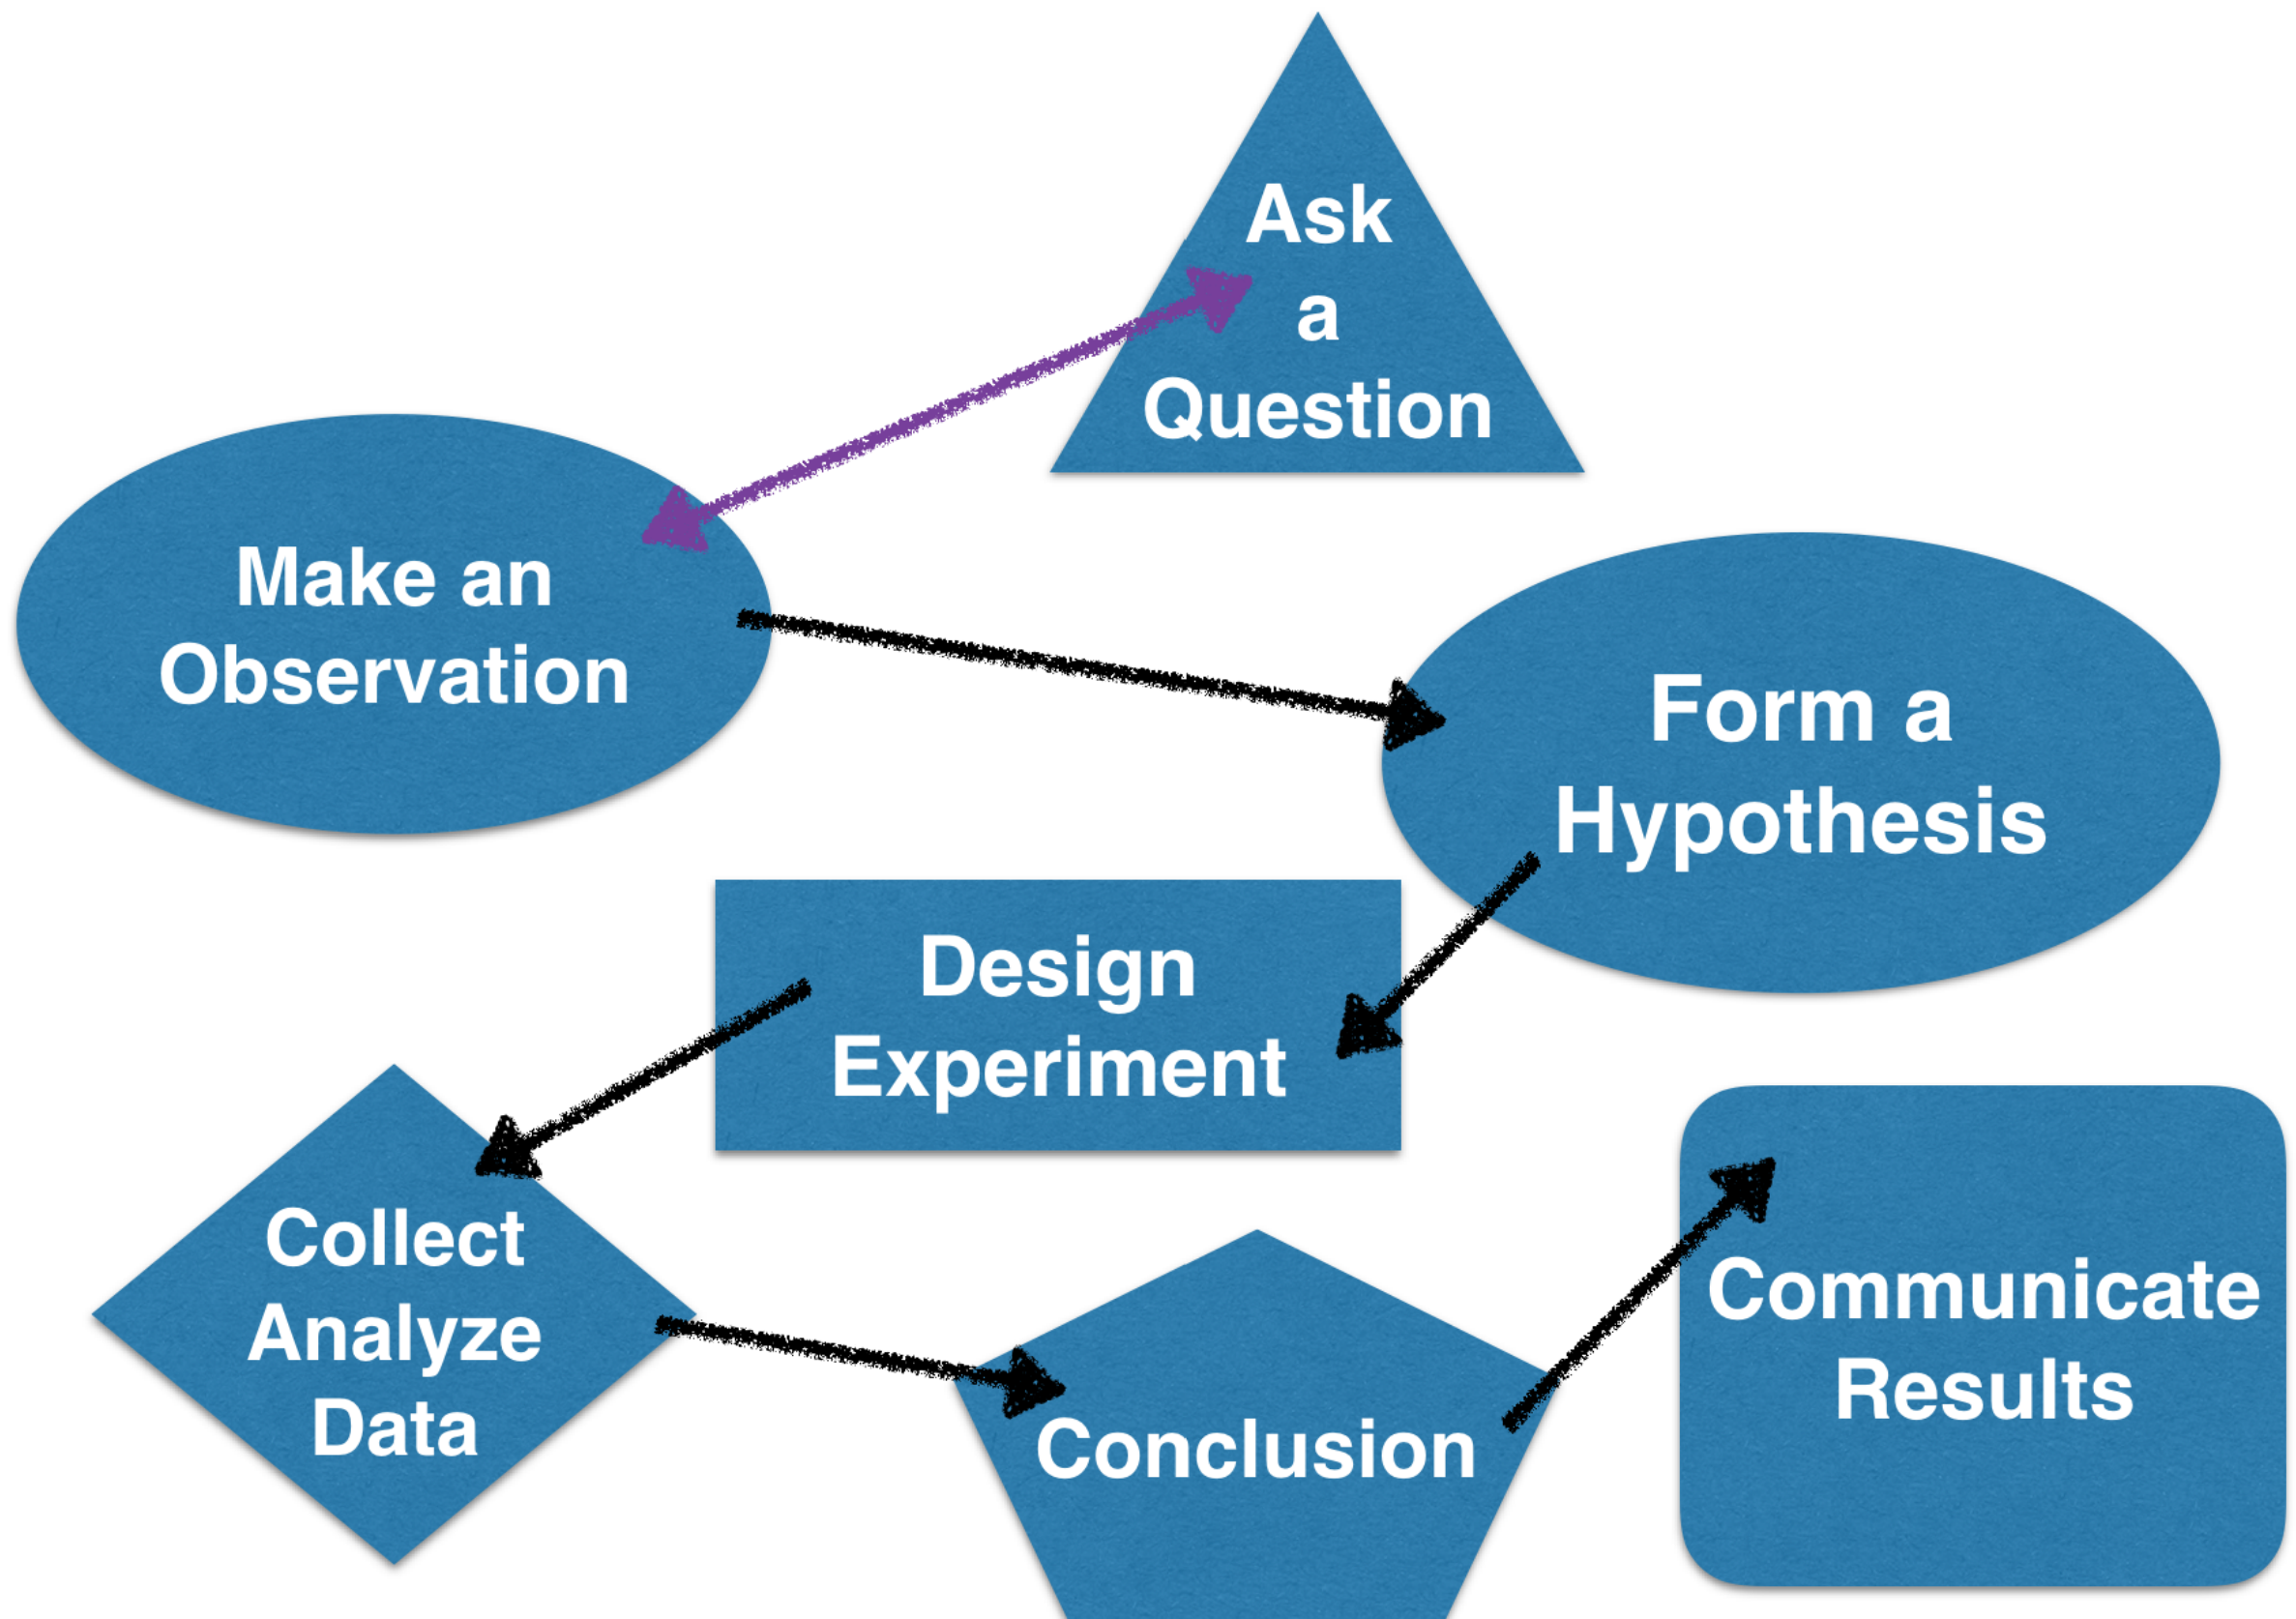 Ask
a
Question
Make an
Observation
Form a
Hypothesis
Design
Experiment
Collect
Analyze
Data
Conclusion
Communicate
Results